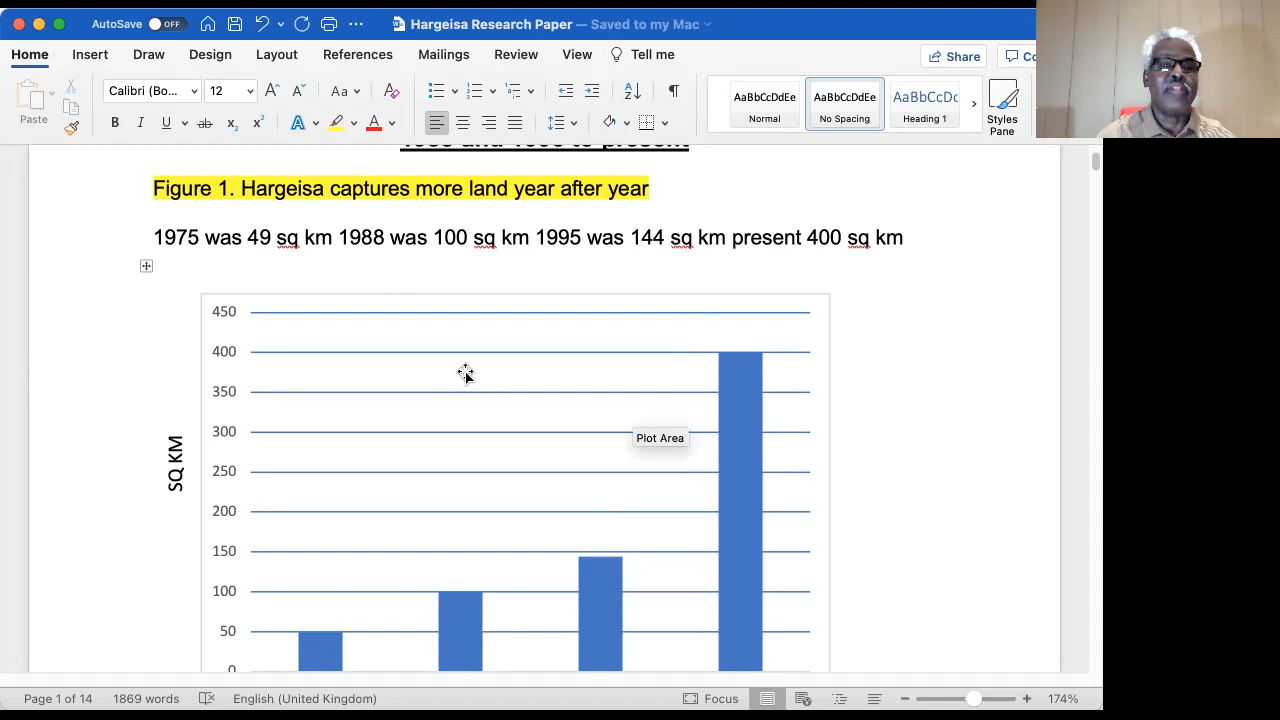 AutoSave OFF
Hargeisa Research Paper — Saved to my Mac
Home Insert Draw Design Layout References Mailings Review View Tell me
Share
Paste
Calibri (Bo... 12
AaBbCcDdEe AaBbCcDdEe
Normal No Spacing Heading 1
Styles Pane
Figure 1. Hargeisa captures more land year after year
1975 was 49 sq km 1988 was 100 sq km 1995 was 144 sq km present 400 sq km
450
400
350
300
Plot Area
SQ KM
250
200
150
100
50
0
Page 1 of 14 1869 words English (United Kingdom) Focus 174%